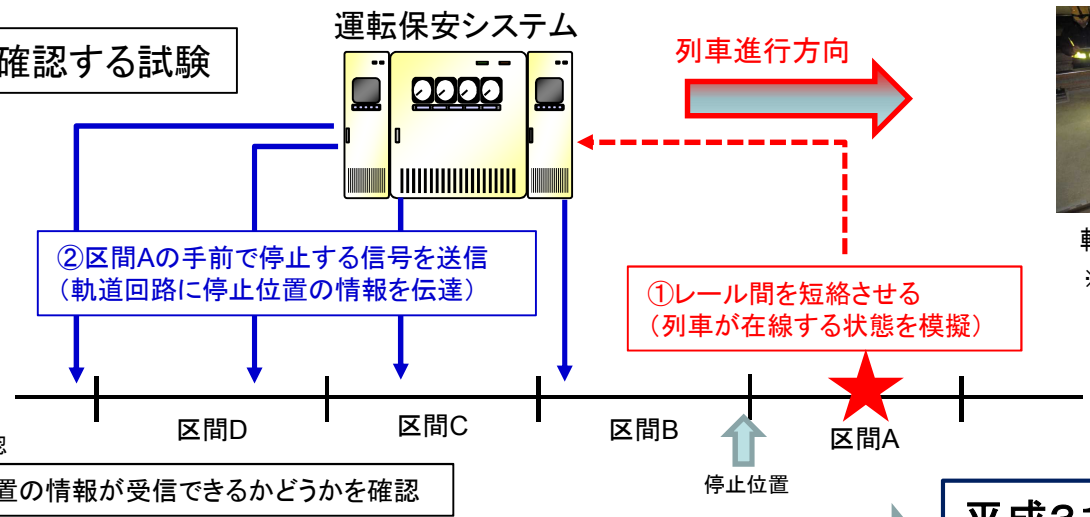 運転保安システム
確認する試験
列車進行方向
②区間Aの手前で停止する信号を送信
（軌道回路に停止位置の情報を伝達）
①レール間を短絡させる
（列車が在線する状態を模擬）
区間D
区間C
区間B
区間A
停止位置
置の情報が受信できるかどうかを確認